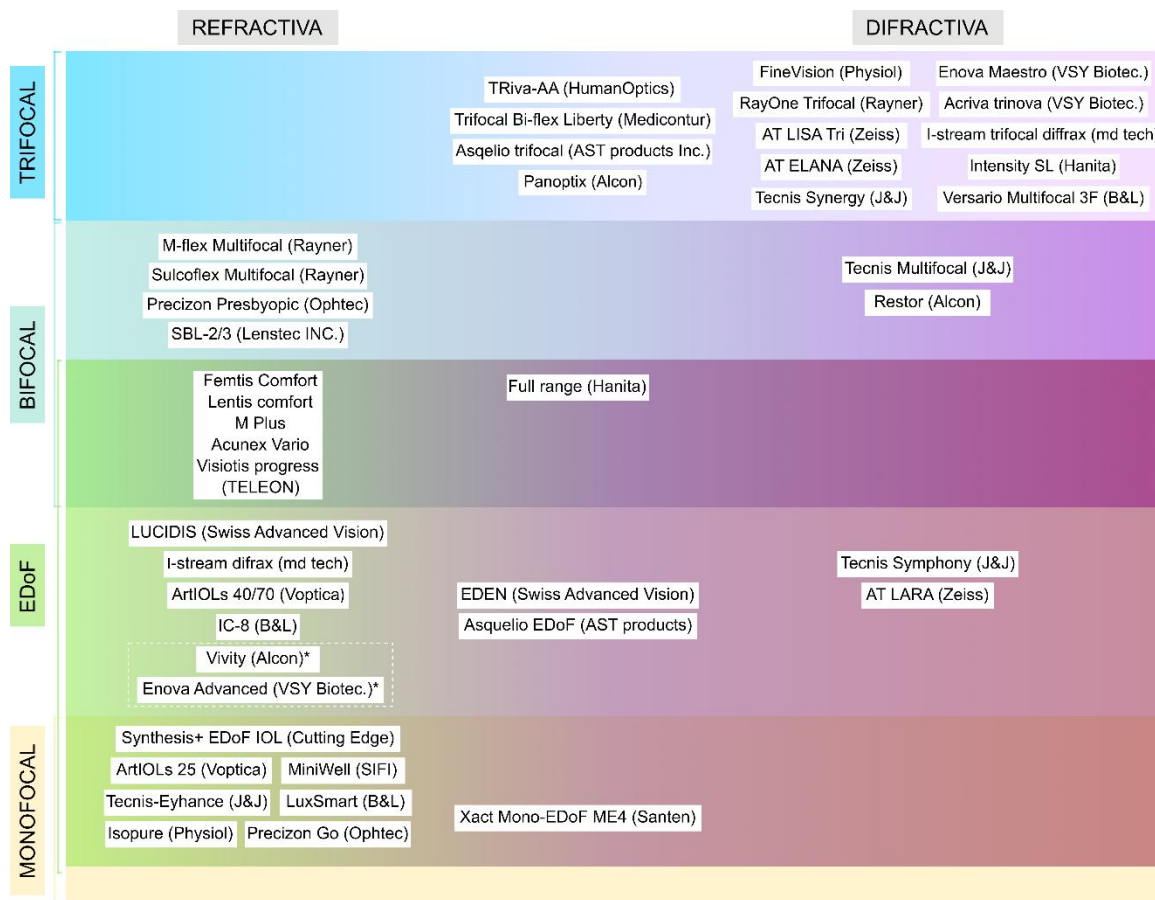 REFRACTIVA
DIFRACTIVA
TRIFOCAL
TRiva-AA (HumanOptics)
Trifocal Bi-flex Liberty (Medicontur)
Asqelio trifocal (AST products Inc.)
Panoptix (Alcon)
FineVision (Physiol)
RayOne Trifocal (Rayner)
AT LISA Tri (Zeiss)
AT ELANA (Zeiss)
Tecnis Synergy (J&J)
Enova Maestro (VSY Biotec.)
Acriva trinova (VSY Biotec.)
I-stream trifocal diffrax (md tech)
Intensity SL (Hanita)
Versario Multifocal 3F (B&L)
BIFOCAL
M-flex Multifocal (Rayner)
Sulcoflex Multifocal (Rayner)
Precizon Presbyopic (Ophtec)
SBL-2/3 (Lenstec INC.)
Tecnis Multifocal (J&J)
Restor (Alcon)
Femtis Comfort
Lentis comfort
M Plus
Acunex Vario
Visiotis progress
(TELEON)
Full range (Hanita)
EDoF
LUCIDIS (Swiss Advanced Vision)
I-stream difrax (md tech)
ArtIOLs 40/70 (Voptica)
IC-8 (B&L)
Vivity (Alcon)*
Enova Advanced (VSY Biotec.)*
EDEN (Swiss Advanced Vision)
Asquelio EDoF (AST products)
Tecnis Symphony (J&J)
AT LARA (Zeiss)
MONOFOCAL
Synthesis+ EDoF IOL (Cutting Edge)
ArtIOLs 25 (Voptica)
MiniWell (SIFI)
Tecnis-Eyhance (J&J)
LuxSmart (B&L)
Isopure (Physiol)
Precizon Go (Ophtec)
Xact Mono-EDoF ME4 (Santen)